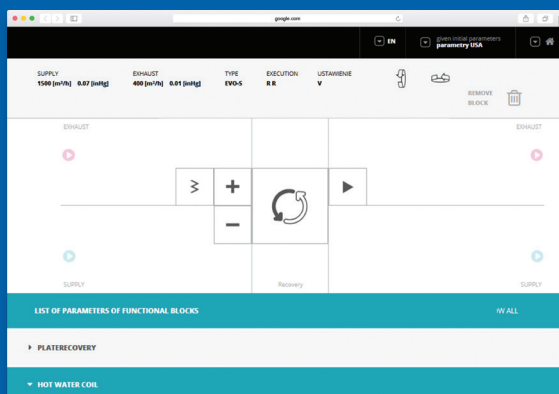 google.com
EN
given initial parameters
parametry USA
SUPPLY EXHAUST TYPE EXECUTION USTAWIENIE
1500 [m³/h] 0.07 [inHg] 400 [m³/h] 0.01 [inHg] EVO-S R R V
REMOVE
BLOCK
EXHAUST EXHAUST
SUPPLY Recovery SUPPLY
LIST OF PARAMETERS OF FUNCTIONAL BLOCKS W ALL
PLATERECOVERY
HOT WATER COIL